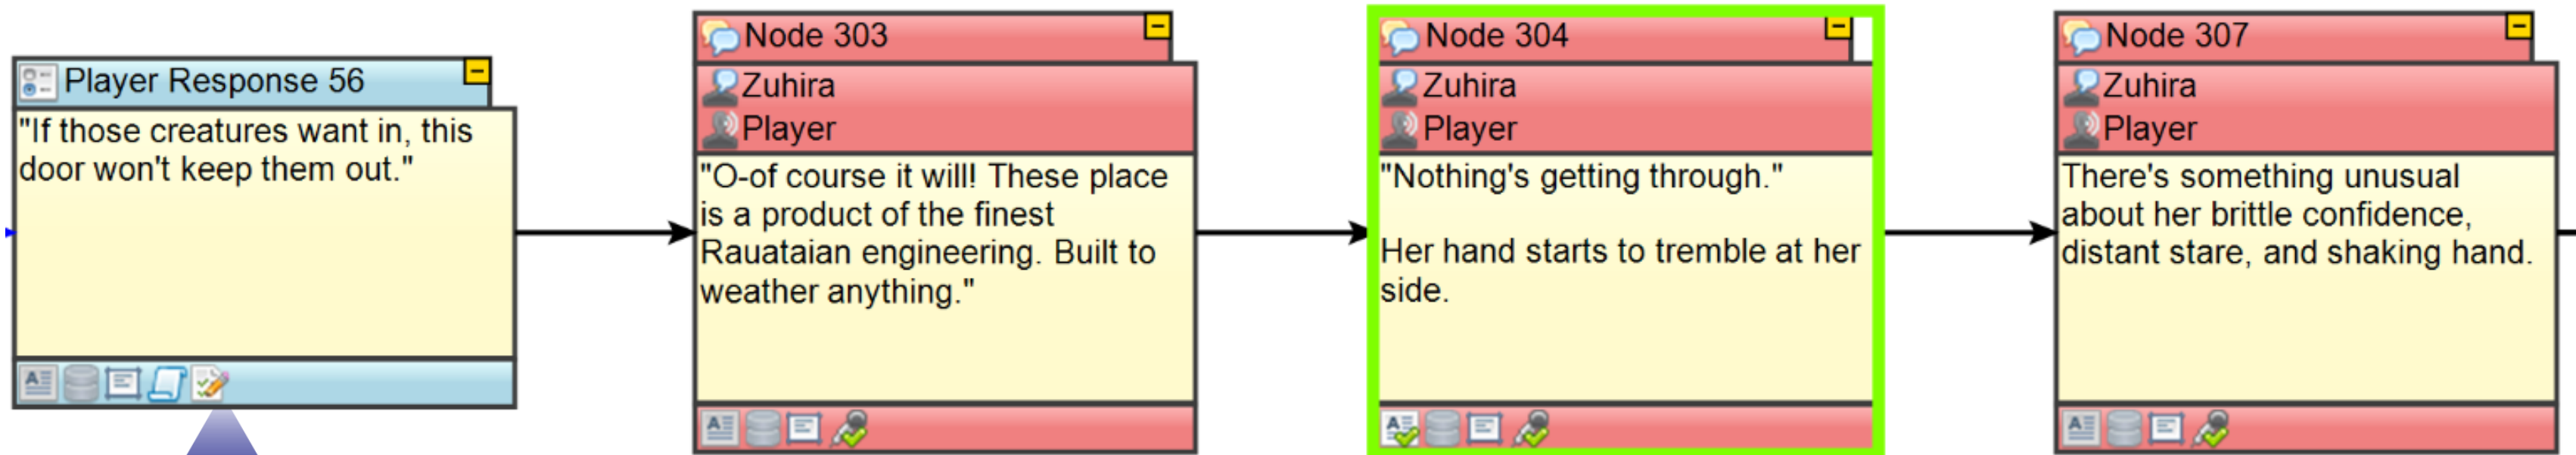 Player Response 56
"If those creatures want in, this
door won't keep them out."
Node 303
Zuhira
Player
"O-of course it will! These place
is a product of the finest
Rauataian engineering. Built to
weather anything."
Node 304
Zuhira
Player
"Nothing's getting through."
Her hand starts to tremble at her
side.
Node 307
Zuhira
Player
There's something unusual
about her brittle confidence,
distant stare, and shaking hand.